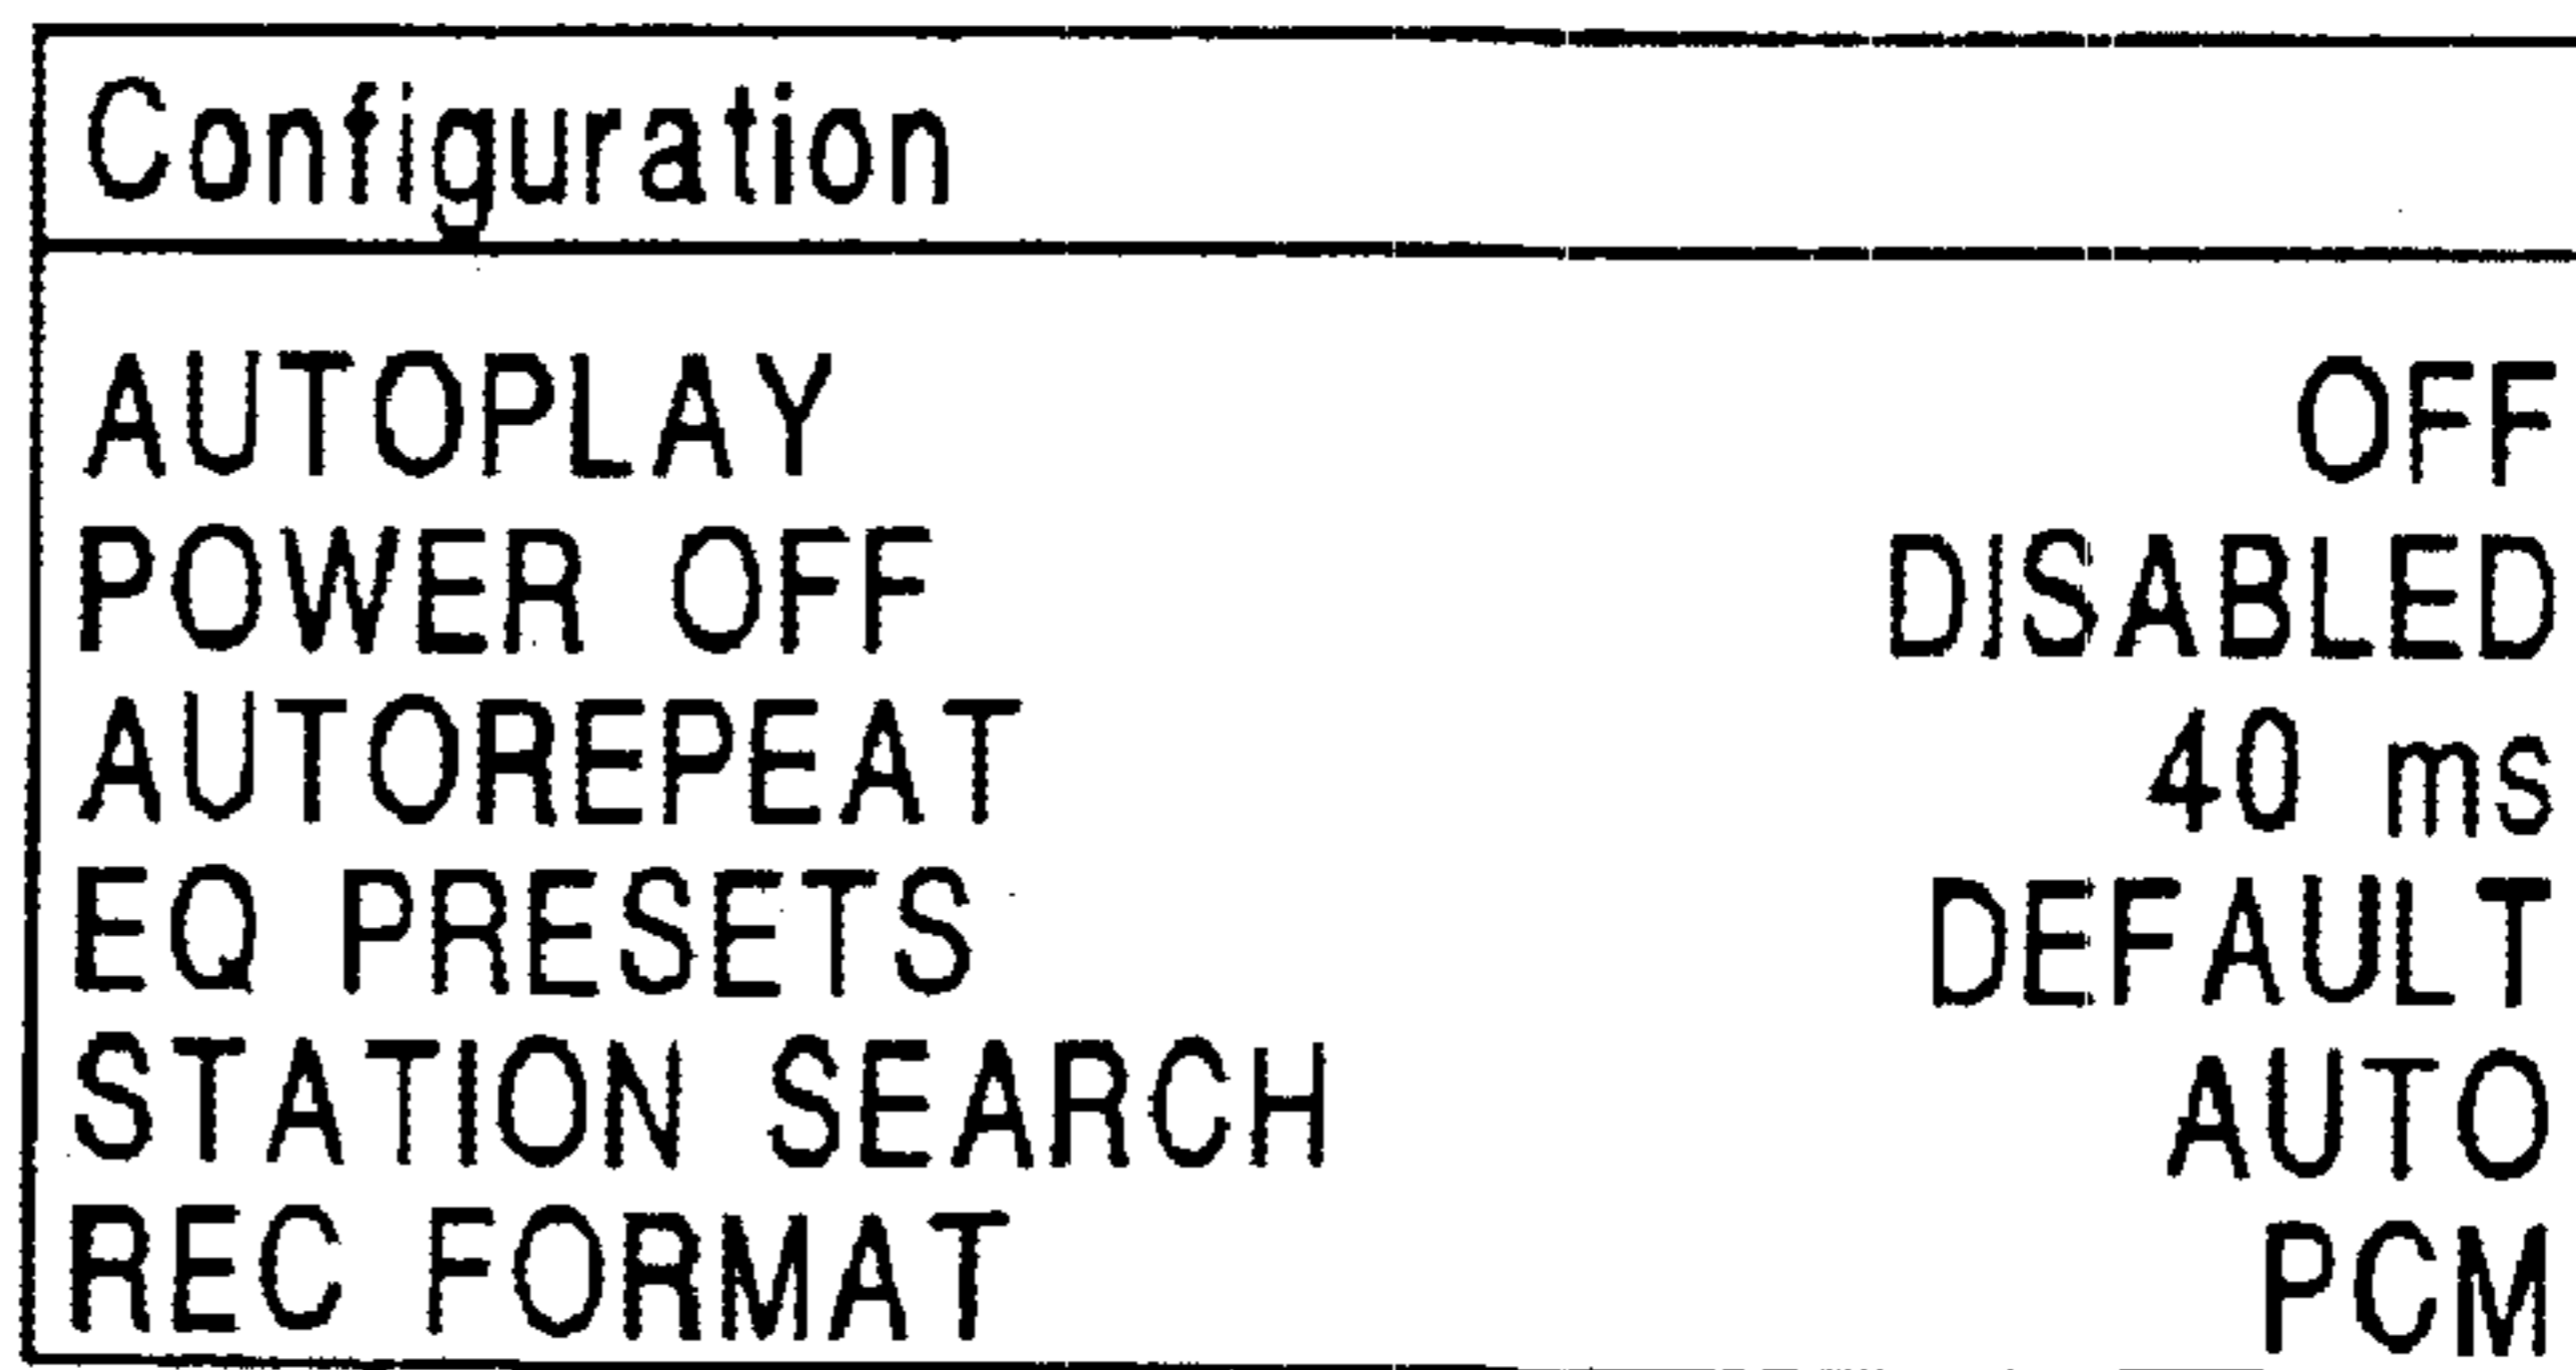 Configuration
AUTOPLAY OFF
POWER OFF DISABLED
AUTOREPEAT 40 ms
EQ PRESETS DEFAULT
STATION SEARCH AUTO
REC FORMAT PCM